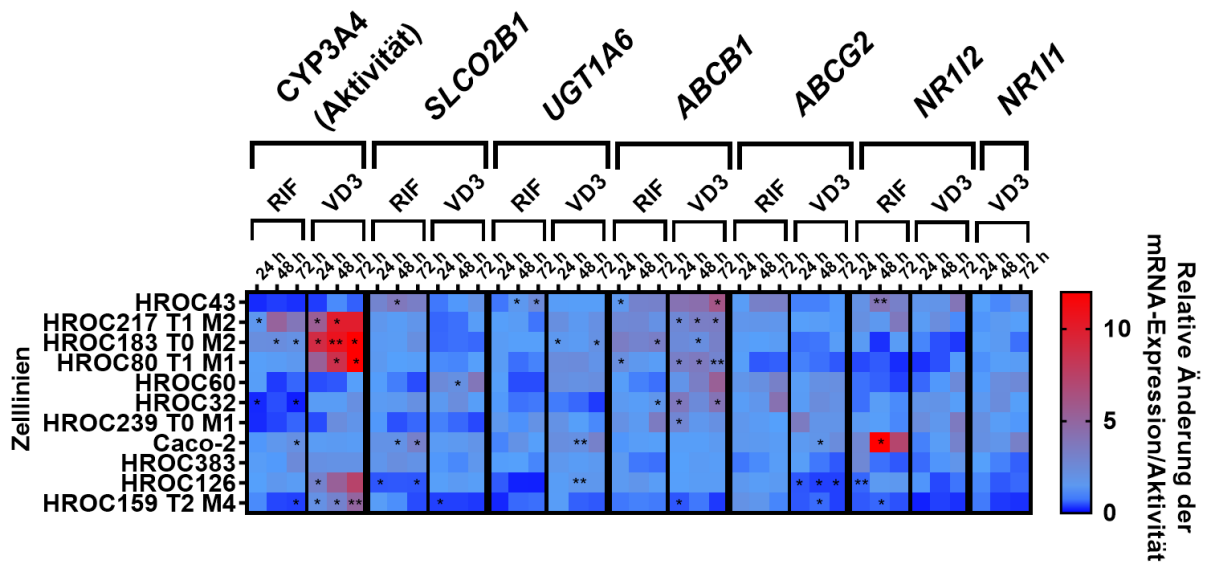 CYP3A4
(Aktivität)
SLCO2B1
UGT1A6
ABCB1
ABCG2
NR1I2
NR1I1
RIF VD3 RIF VD3 RIF VD3 RIF VD3 RIF VD3 RIF VD3 VD3
24 h 48 h 72 h 24 h 48 h 72 h 24 h 48 h 72 h 24 h 48 h 72 h 24 h 48 h 72 h 24 h 48 h 72 h 24 h 48 h 72 h 24 h 48 h 72 h 24 h 48 h 72 h 24 h 48 h 72 h 24 h 48 h 72 h 24 h 48 h 72 h 24 h 48 h 72 h
HROC43 * * * * * **
HROC217 T1 M2 * * * * * *
HROC183 T0 M2 * * * ** * * * * *
HROC80 T1 M1 * * * * * **
HROC60 *
HROC32 * * * * *
HROC239 T0 M1 *
Caco-2 * * * ** * *
HROC383
HROC126 * * * ** * * * **
HROC159 T2 M4 * * * ** * * * *
Zelllinien
10
5
0
Relative Änderung der
mRNA-Expression/Aktivität